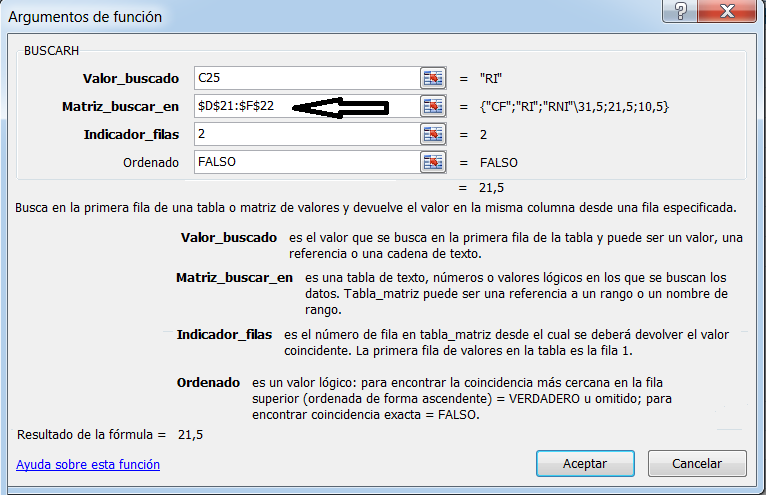 Argumentos de función
BUSCARH
Valor_buscado C25 = "RI"
Matriz_buscar_en $D$21:$F$22 = {"CF";"RI";"RNI"\31,5;21,5;10,5}
Indicador_filas 2 = 2
Ordenado FALSO = FALSO
= 21,5
Busca en la primera fila de una tabla o matriz de valores y devuelve el valor en la misma columna desde una fila especificada.
Valor_buscado es el valor que se busca en la primera fila de la tabla y puede ser un valor, una
referencia o una cadena de texto.
Matriz_buscar_en es una tabla de texto, números o valores lógicos en los que se buscan los
datos. Tabla_matriz puede ser una referencia a un rango o un nombre de
rango.
Indicador_filas es el número de fila en tabla_matriz desde el cual se deberá devolver el valor
coincidente. La primera fila de valores en la tabla es la fila 1.
Ordenado es un valor lógico: para encontrar la coincidencia más cercana en la fila
superior (ordenada de forma ascendente) = VERDADERO u omitido; para
encontrar coincidencia exacta = FALSO.
Resultado de la fórmula = 21,5
Ayuda sobre esta función
Aceptar
Cancelar